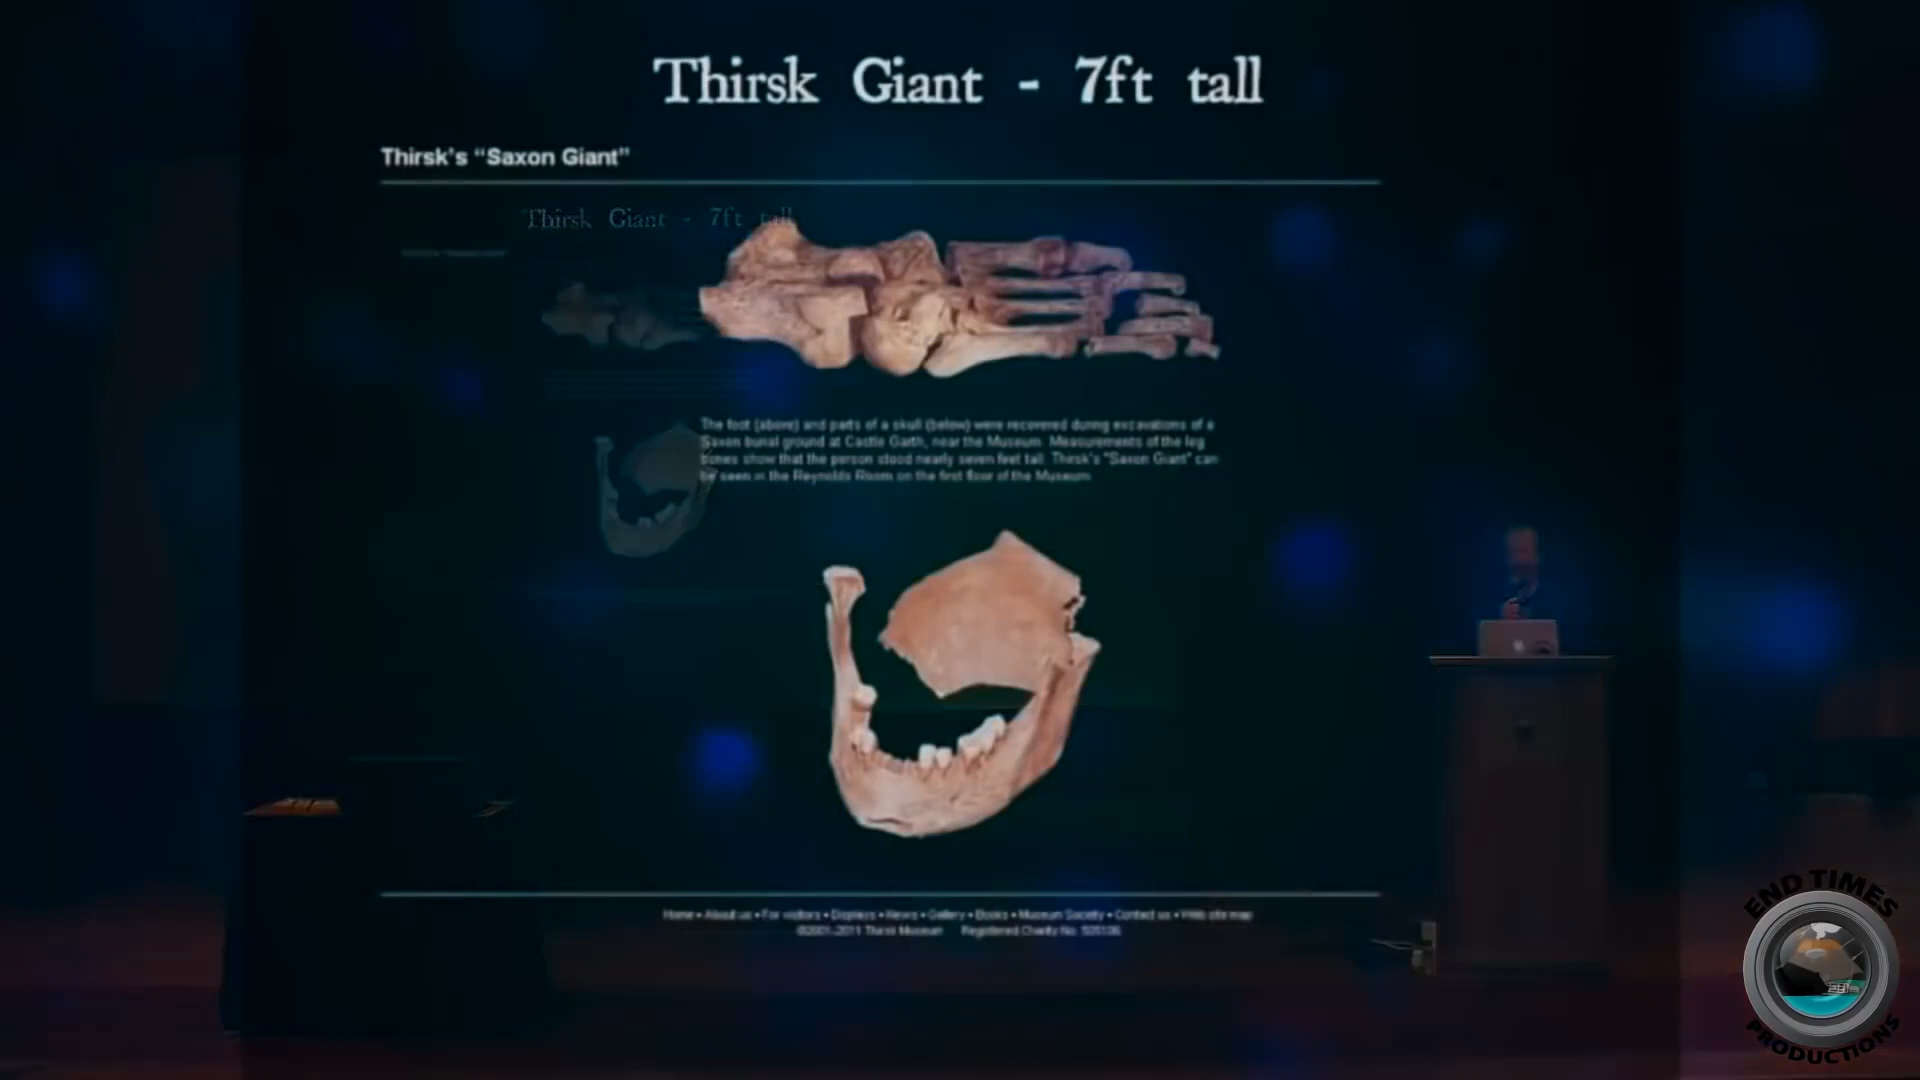 Thirsk Giant - 7ft tall
Thirsk's “Saxon Giant”
Thirsk Giant - 7ft tall
The foot (above) and parts of a skull (below) were recovered during excavations of a
Saxon burial ground at Castle Garth, near the Museum. Measurements of the leg
bones show that the person stood nearly seven feet tall. Thirsk's "Saxon Giant" can
be seen in the Reynolds Room on the first floor of the Museum.
Home • About us • For visitors • Displays • News • Gallery • Books • Museum Society • Contact us • Web site map
©2001-2011 Thirsk Museum Registered Charity No.
END TIMES
PRODUCTIONS